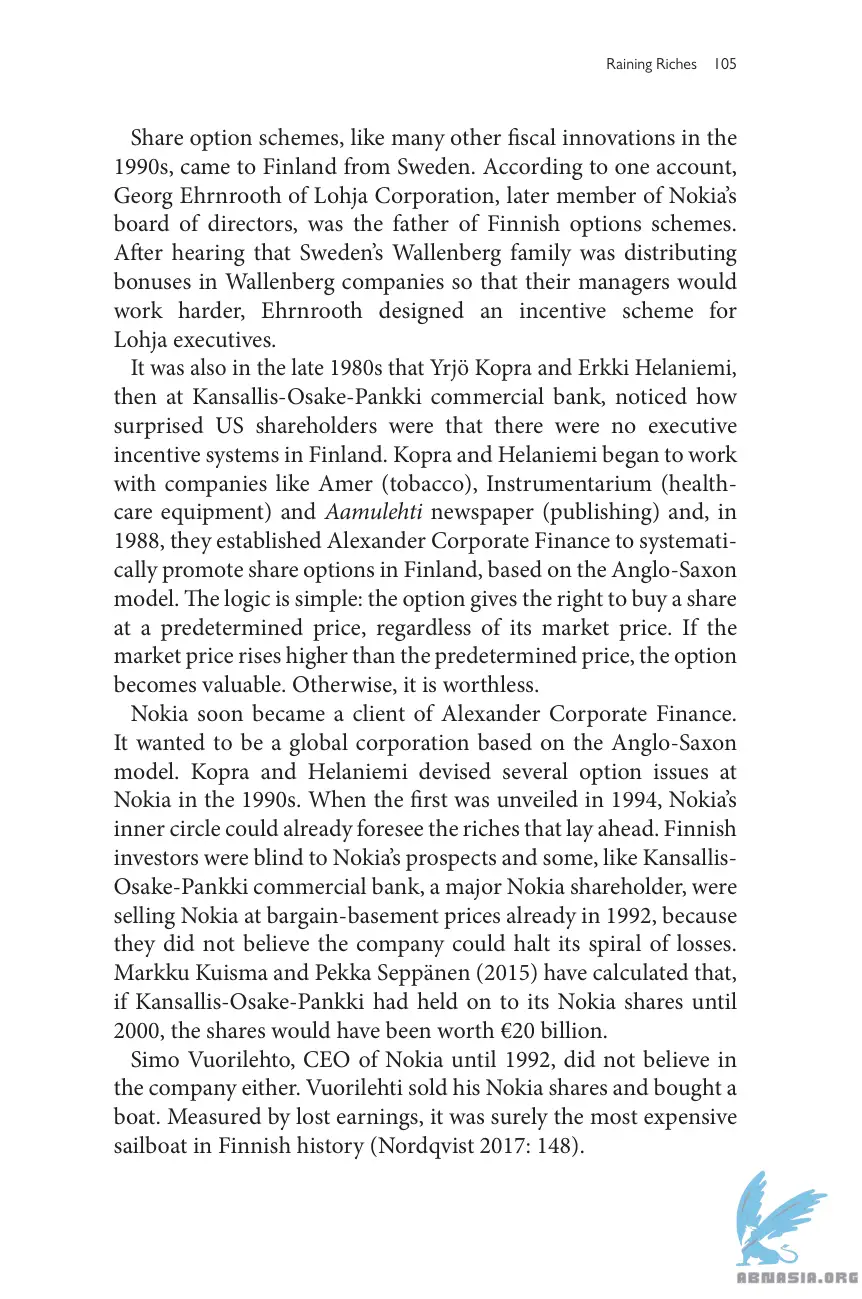 Raining Riches 105
Share option schemes, like many other fiscal innovations in the
1990s, came to Finland from Sweden. According to one account,
Georg Ehrnrooth of Lohja Corporation, later member of Nokia’s
board of directors, was the father of Finnish options schemes.
After hearing that Sweden’s Wallenberg family was distributing
bonuses in Wallenberg companies so that their managers would
work harder, Ehrnrooth designed an incentive scheme for
Lohja executives.
It was also in the late 1980s that Yrjö Kopra and Erkki Helaniemi,
then at Kansallis-Osake-Pankki commercial bank, noticed how
surprised US shareholders were that there were no executive
incentive systems in Finland. Kopra and Helaniemi began to work
with companies like Amer (tobacco), Instrumentarium (health-
care equipment) and Aamulehti newspaper (publishing) and, in
1988, they established Alexander Corporate Finance to systemati-
cally promote share options in Finland, based on the Anglo-Saxon
model. The logic is simple: the option gives the right to buy a share
at a predetermined price, regardless of its market price. If the
market price rises higher than the predetermined price, the option
becomes valuable. Otherwise, it is worthless.
Nokia soon became a client of Alexander Corporate Finance.
It wanted to be a global corporation based on the Anglo-Saxon
model. Kopra and Helaniemi devised several option issues at
Nokia in the 1990s. When the first was unveiled in 1994, Nokia’s
inner circle could already foresee the riches that lay ahead. Finnish
investors were blind to Nokia’s prospects and some, like Kansallis-
Osake-Pankki commercial bank, a major Nokia shareholder, were
selling Nokia at bargain-basement prices already in 1992, because
they did not believe the company could halt its spiral of losses.
Markku Kuisma and Pekka Seppänen (2015) have calculated that,
if Kansallis-Osake-Pankki had held on to its Nokia shares until
2000, the shares would have been worth €20 billion.
Simo Vuorilehto, CEO of Nokia until 1992, did not believe in
the company either. Vuorilehti sold his Nokia shares and bought a
boat. Measured by lost earnings, it was surely the most expensive
sailboat in Finnish history (Nordqvist 2017: 148).
ABNASIA.ORG